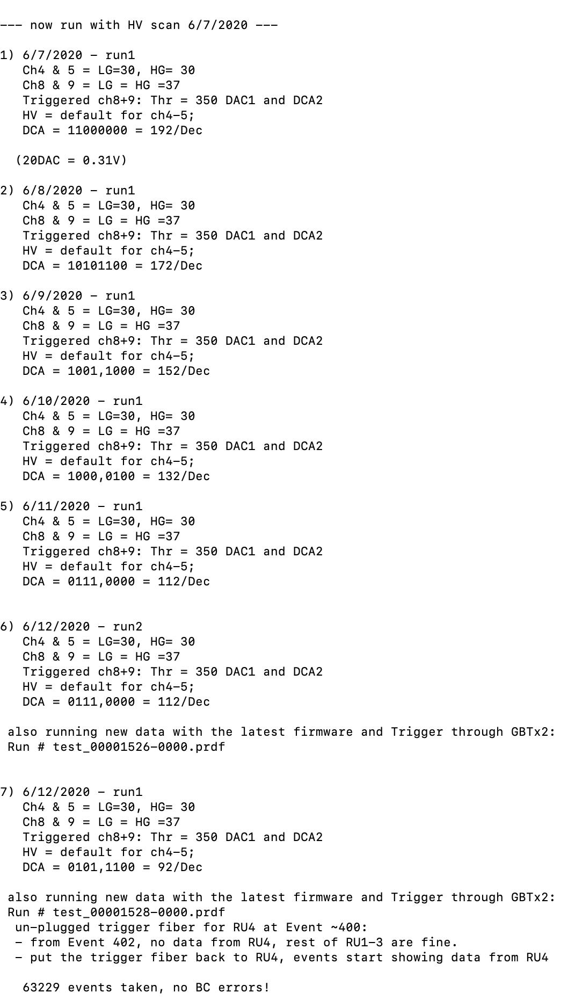 --- now run with HV scan 6/7/2020 ---
1) 6/7/2020 - run1
Ch4 & 5 = LG=30, HG= 30
Ch8 & 9 = LG = HG =37
Triggered ch8+9: Thr = 350 DAC1 and DCA2
HV = default for ch4-5;
DCA = 11000000 = 192/Dec
(20DAC = 0.31V)
2) 6/8/2020 - run1
Ch4 & 5 = LG=30, HG= 30
Ch8 & 9 = LG = HG =37
Triggered ch8+9: Thr = 350 DAC1 and DCA2
HV = default for ch4-5;
DCA = 10101100 = 172/Dec
3) 6/9/2020 - run1
Ch4 & 5 = LG=30, HG= 30
Ch8 & 9 = LG = HG =37
Triggered ch8+9: Thr = 350 DAC1 and DCA2
HV = default for ch4-5;
DCA = 1001,1000 = 152/Dec
4) 6/10/2020 - run1
Ch4 & 5 = LG=30, HG= 30
Ch8 & 9 = LG = HG =37
Triggered ch8+9: Thr = 350 DAC1 and DCA2
HV = default for ch4-5;
DCA = 1000,0100 = 132/Dec
5) 6/11/2020 - run1
Ch4 & 5 = LG=30, HG= 30
Ch8 & 9 = LG = HG =37
Triggered ch8+9: Thr = 350 DAC1 and DCA2
HV = default for ch4-5;
DCA = 0111,0000 = 112/Dec
6) 6/12/2020 - run2
Ch4 & 5 = LG=30, HG= 30
Ch8 & 9 = LG = HG =37
Triggered ch8+9: Thr = 350 DAC1 and DCA2
HV = default for ch4-5;
DCA = 0111,0000 = 112/Dec
also running new data with the latest firmware and Trigger through GBTx2:
Run # test_00001526-0000.prdf
7) 6/12/2020 - run1
Ch4 & 5 = LG=30, HG= 30
Ch8 & 9 = LG = HG =37
Triggered ch8+9: Thr = 350 DAC1 and DCA2
HV = default for ch4-5;
DCA = 0101,1100 = 92/Dec
also running new data with the latest firmware and Trigger through GBTx2:
Run # test_00001528-0000.prdf
un-plugged trigger fiber for RU4 at Event ~400:
- from Event 402, no data from RU4, rest of RU1-3 are fine.
- put the trigger fiber back to RU4, events start showing data from RU4
63229 events taken, no BC errors!